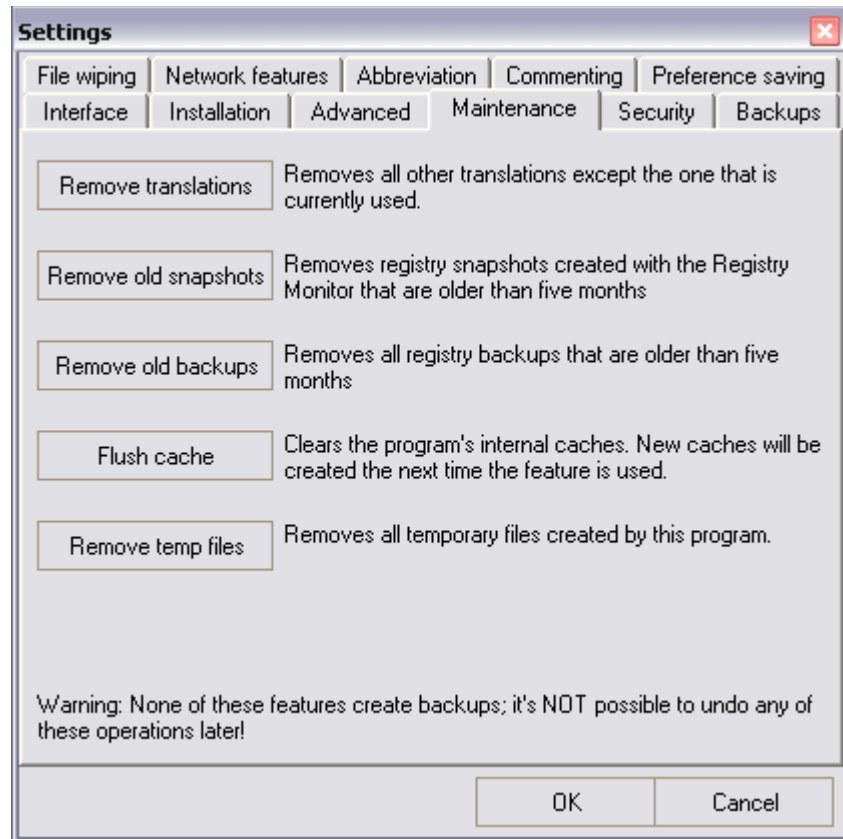 Settings
File wiping
Network features
Abbreviation
Commenting
Preference saving
Interface
Installation
Advanced
Maintenance
Security
Backups
Remove translations
Removes all other translations except the one that is
currently used.
Remove old snapshots
Removes registry snapshots created with the Registry
Monitor that are older than five months
Remove old backups
Removes all registry backups that are older than five
months
Flush cache
Clears the program's internal caches. New caches will be
created the next time the feature is used.
Remove temp files
Removes all temporary files created by this program.
Warning: None of these features create backups; it's NOT possible to undo any of
these operations later!
OK
Cancel